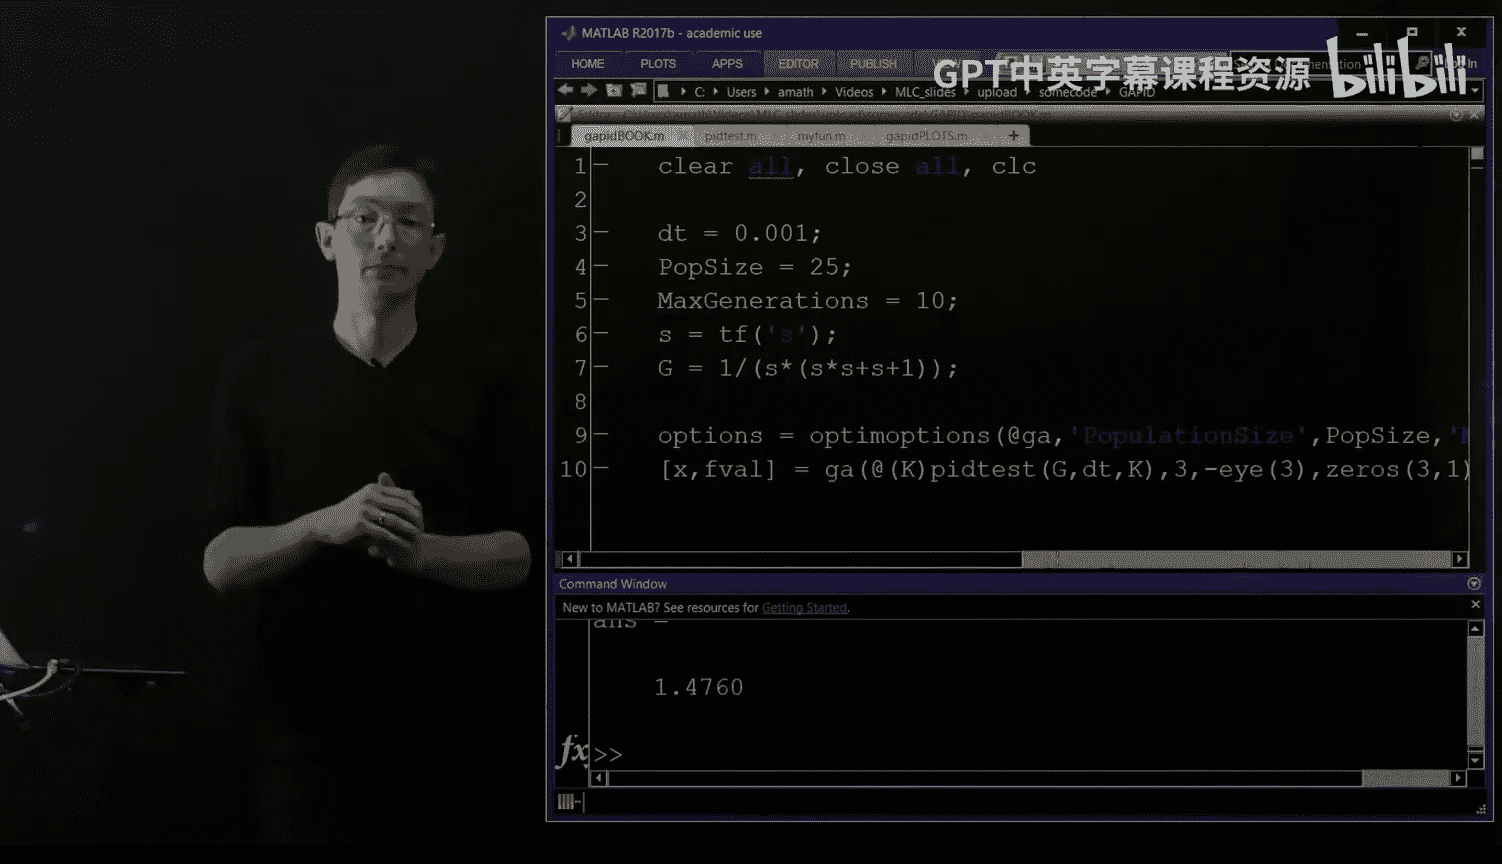 MATLAB R2017b - academic use
HOME PLOTS APPS EDITOR PUBLISH
GPT中英字幕课程资源 bilibili
C: Users amath Videos MLC_slides upload somecode GAPID
gapidBOOK.m pidtest.m myfun.m gapidPLOTS.m +
1 clear all, close all, clc
2
3 dt = 0.001;
4 PopSize = 25;
5 MaxGenerations = 10;
6 s = tf('s');
7 G = 1/(s*(s*s+s+1));
8
9 options = optimoptions(@ga,'PopulationSize',PopSize,'
10 [x,fval] = ga(@(K)pidtest(G,dt,K),3,-eye(3),zeros(3,1)
Command Window
New to MATLAB? See resources for Getting Started.
ans =
1.4760
fx >>